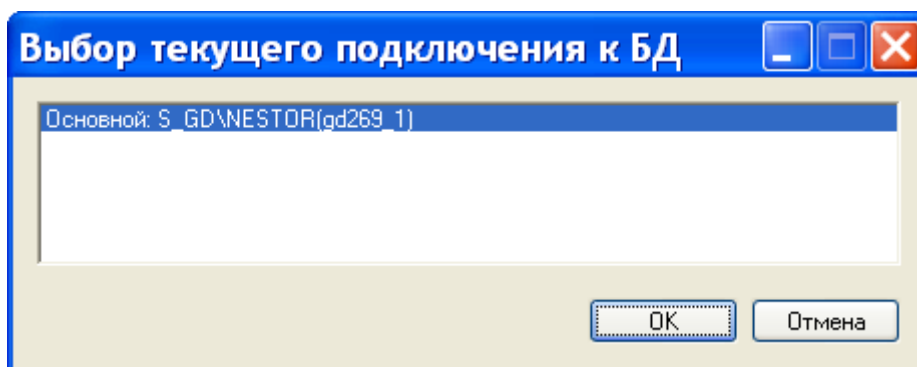 Выбор текущего подключения к БД
Основной: S_GD\NESTOR(gd269_1)
OK
Отмена